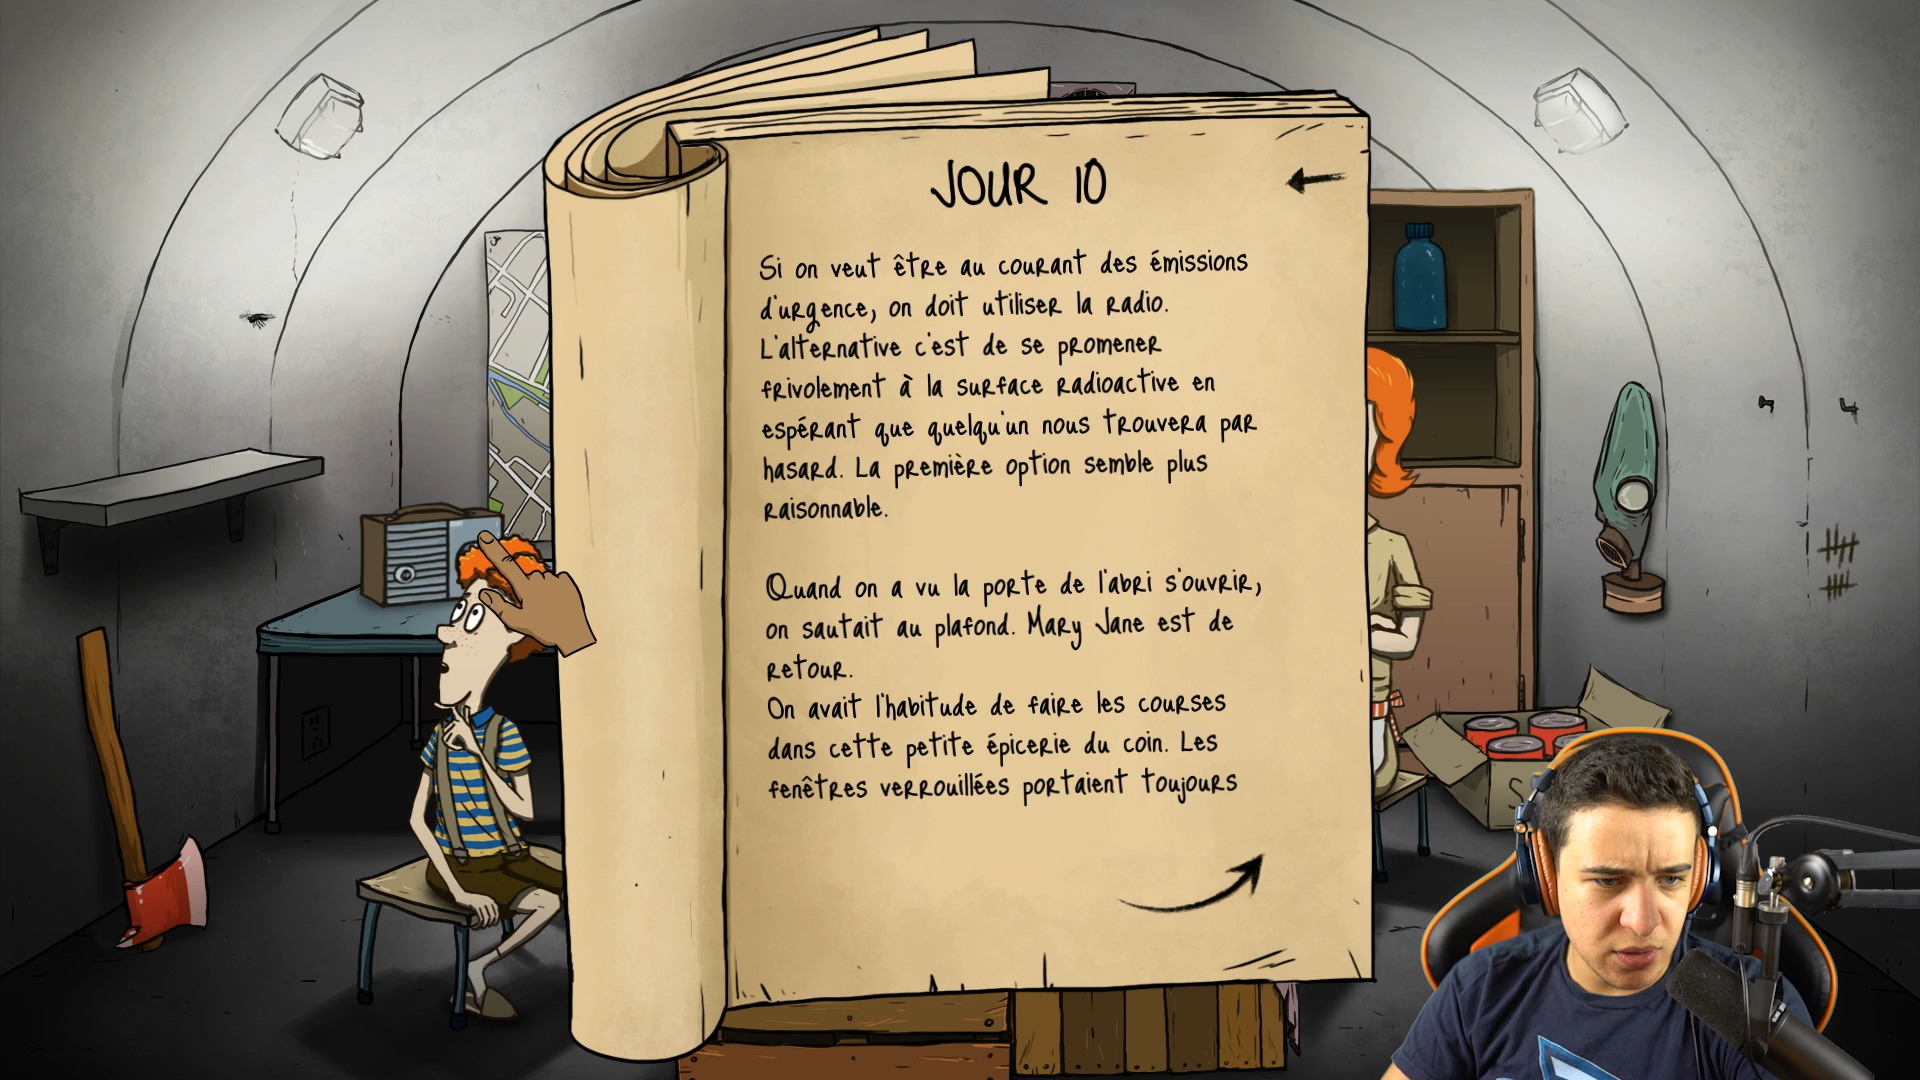 JOUR 10
Si on veut être au courant des émissions
d'urgence, on doit utiliser la radio.
L'alternative c'est de se promener
frivolement à la surface radioactive en
espérant que quelqu'un nous trouvera par
hasard. La première option semble plus
raisonnable.
Quand on a vu la porte de l'abri s'ouvrir,
on sautait au plafond. Mary Jane est de
retour.
On avait l'habitude de faire les courses
dans cette petite épicerie du coin. Les
fenêtres verrouillées portaient toujours